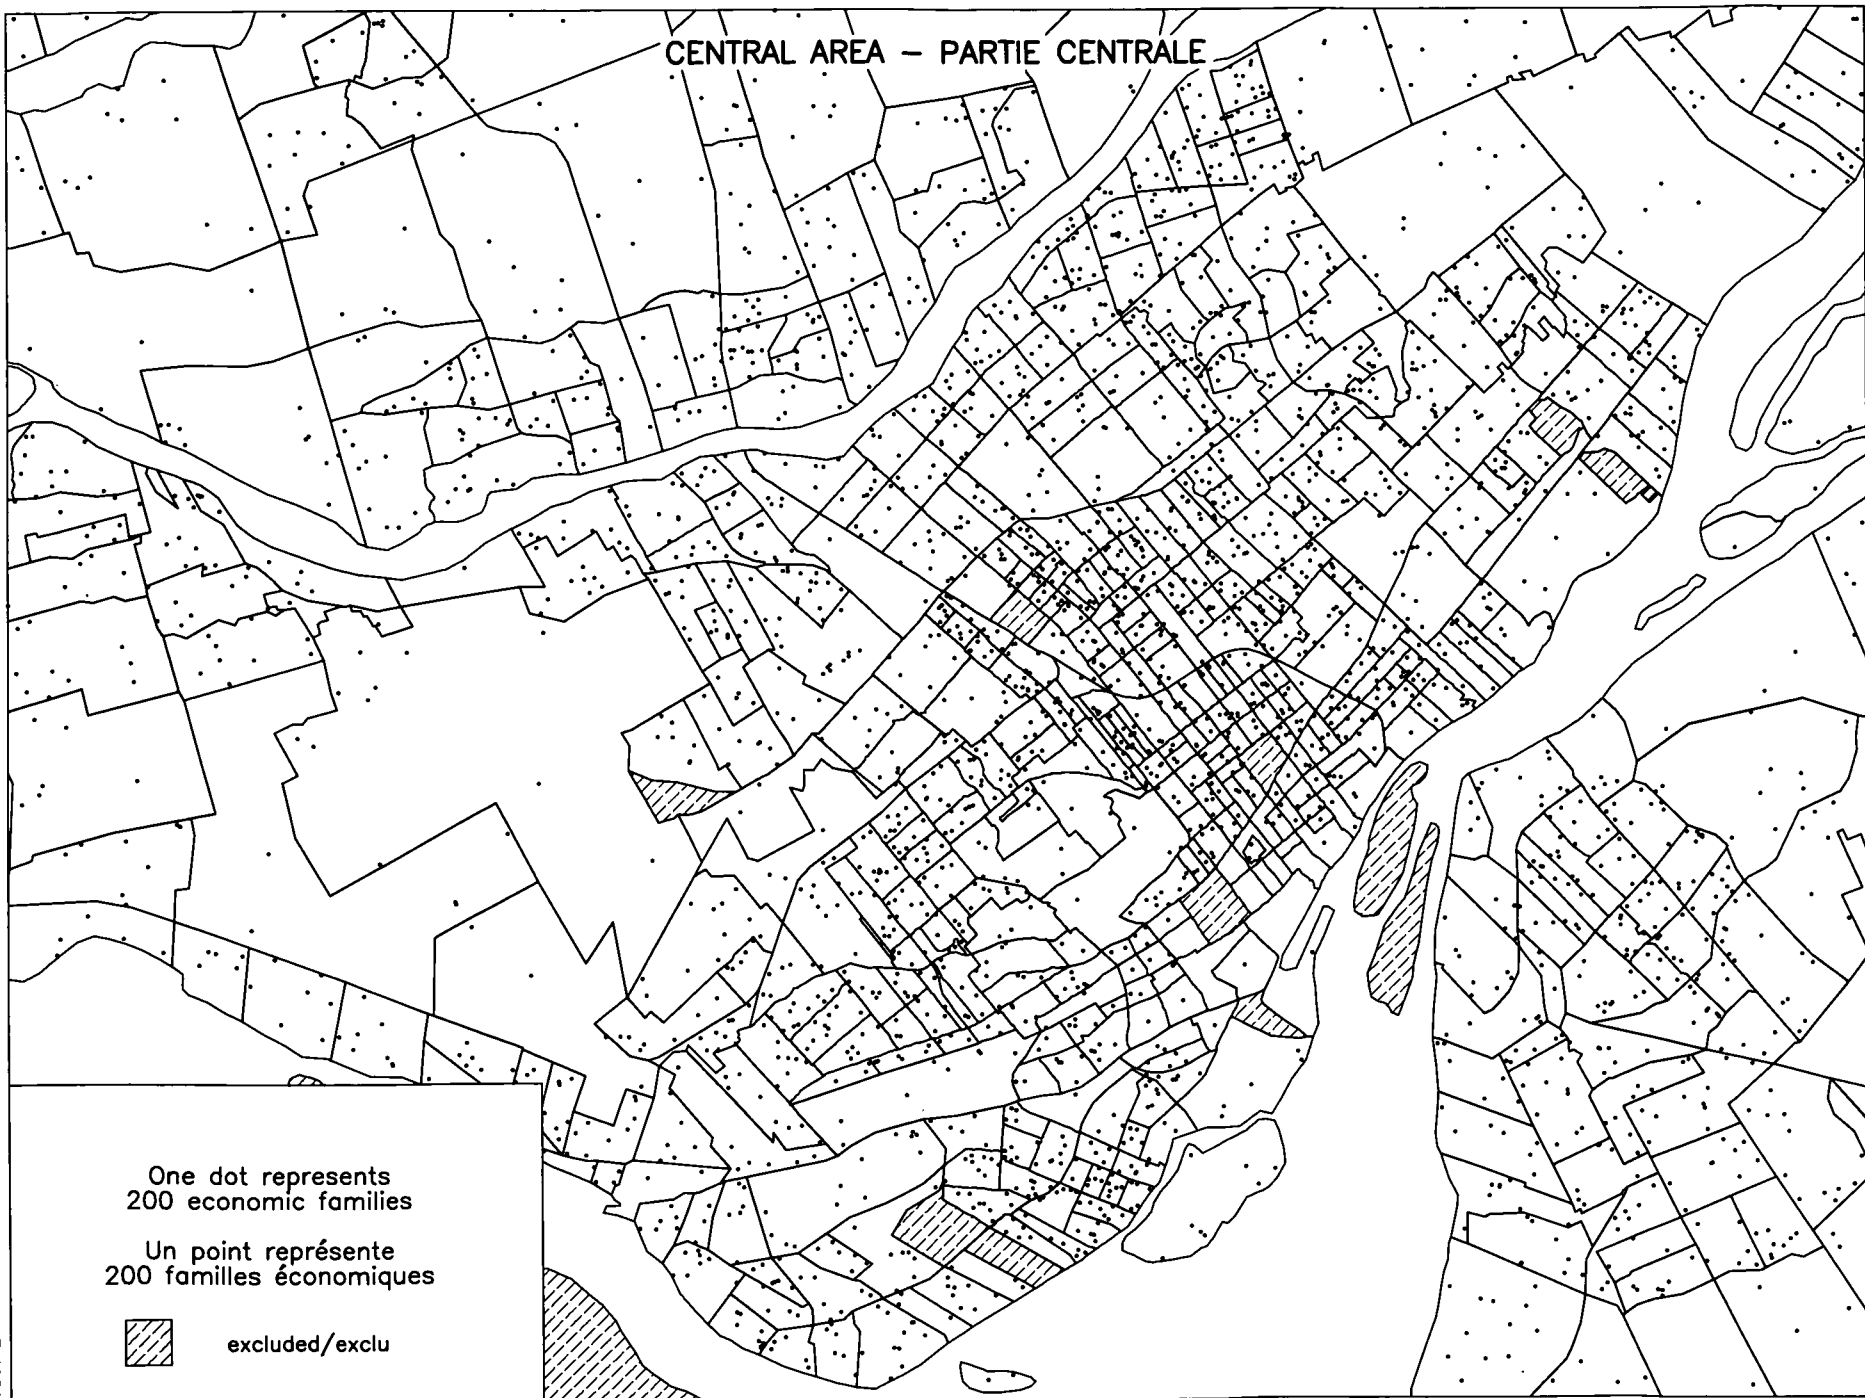 CENTRAL AREA – PARTIE CENTRALE
One dot represents
200 economic families
Un point représente
200 familles économiques
excluded/exclu